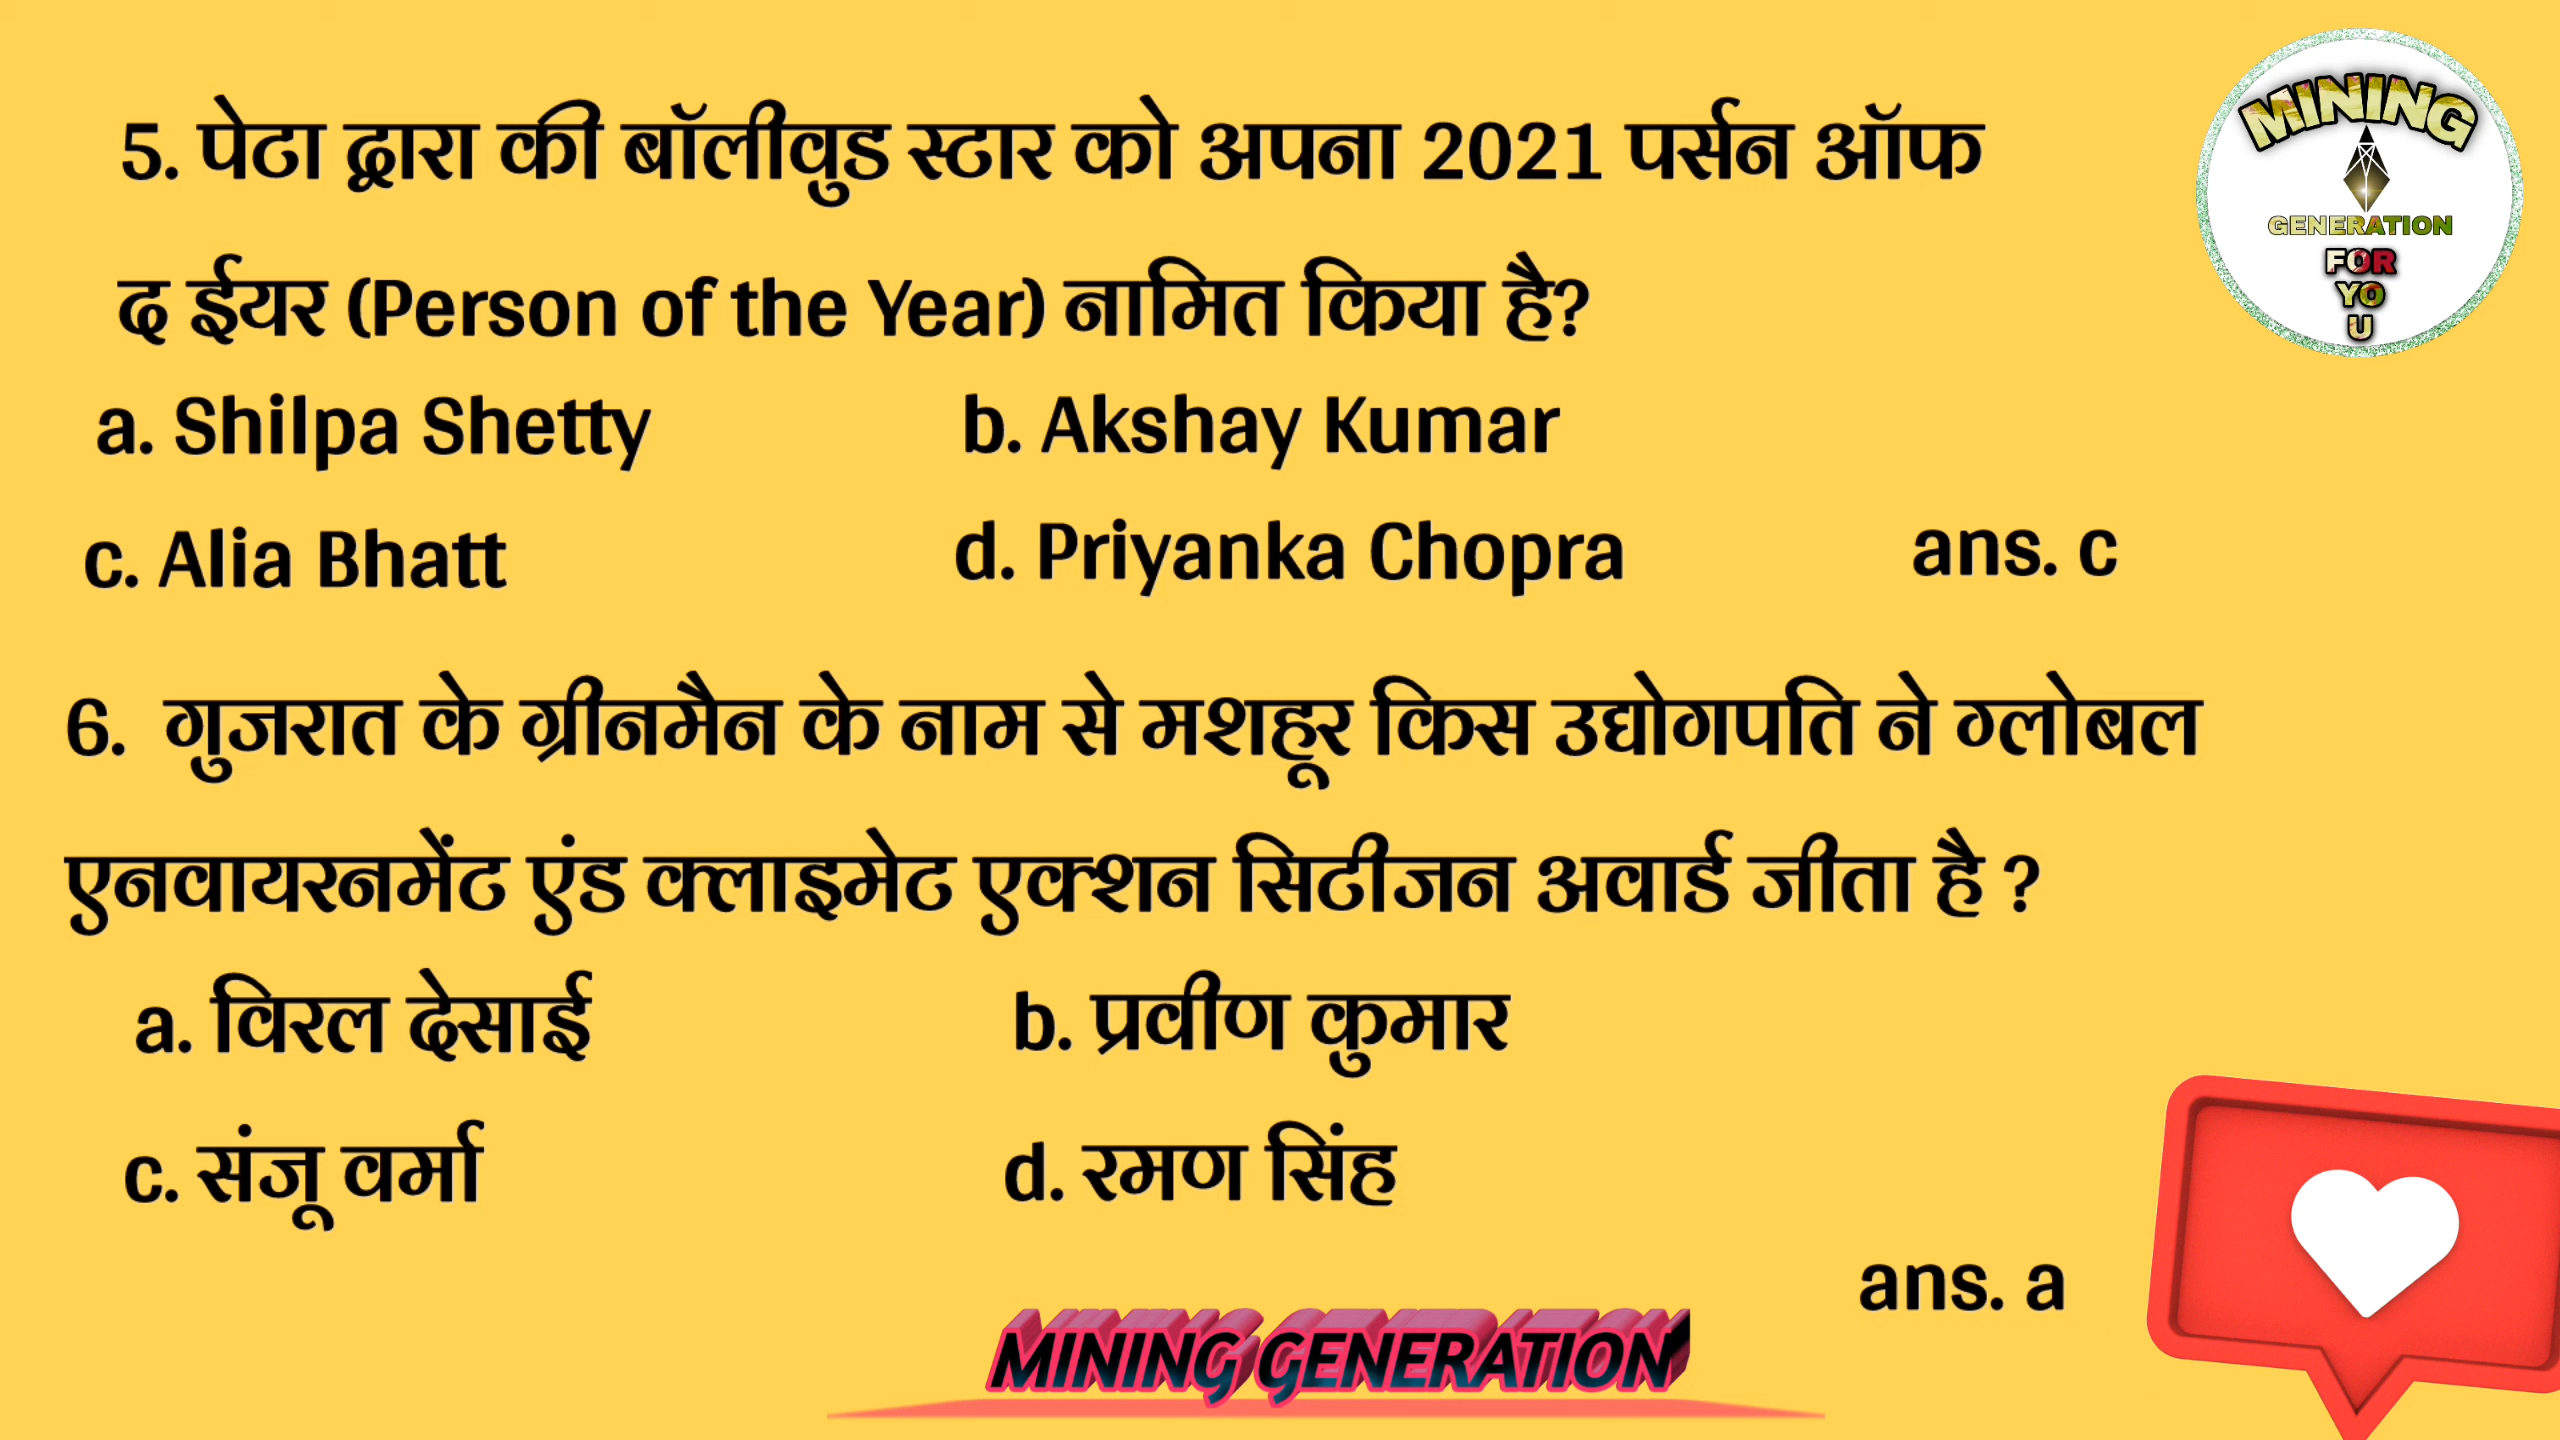 5. पेटा द्वारा की बॉलीवुड स्टार को अपना 2021 पर्सन ऑफ
द ईयर (Person of the Year) नामित किया है?
a. Shilpa Shetty b. Akshay Kumar
c. Alia Bhatt d. Priyanka Chopra ans. c
6. गुजरात के ग्रीनमैन के नाम से मशहूर किस उद्योगपति ने ग्लोबल
एनवायरनमेंट एंड क्लाइमेट एक्शन सिटीजन अवार्ड जीता है ?
a. विरल देसाई b. प्रवीण कुमार
c. संजू वर्मा d. रमण सिंह
ans. a
MINING GENERATION
MINING
GENERATION
FOR
YO
U